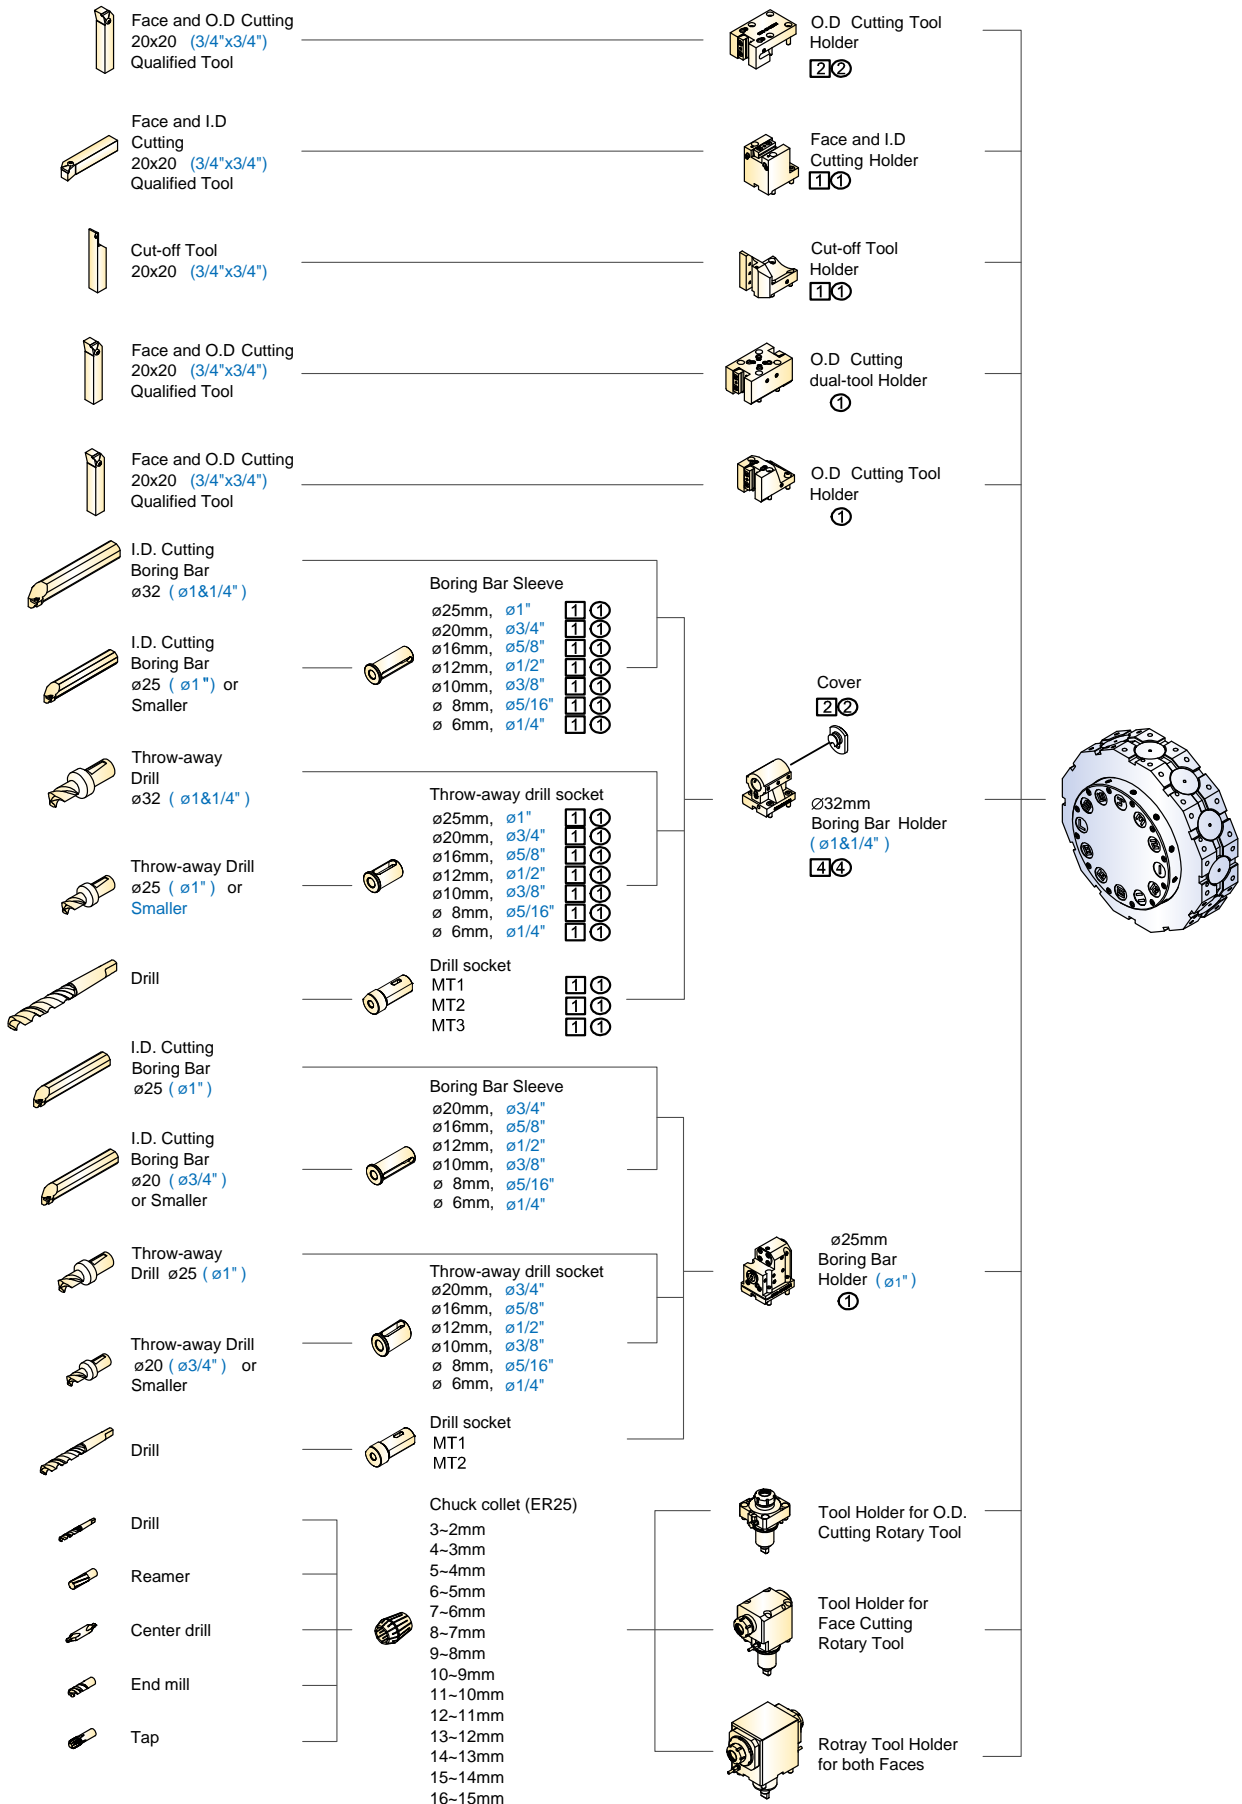 Face and O.D Cutting
20x20 (3/4"x3/4")
Qualified Tool
O.D Cutting Tool
Holder
2 2
Face and I.D
Cutting
20x20 (3/4"x3/4")
Qualified Tool
Face and I.D
Cutting Holder
1 1
Cut-off Tool
20x20 (3/4"x3/4")
Cut-off Tool
Holder
1 1
Face and O.D Cutting
20x20 (3/4"x3/4")
Qualified Tool
O.D Cutting
dual-tool Holder
1
Face and O.D Cutting
20x20 (3/4"x3/4")
Qualified Tool
O.D Cutting Tool
Holder
1
I.D. Cutting
Boring Bar
ø32 ( ø1&1/4" )
I.D. Cutting
Boring Bar
ø25 ( ø1") or
Smaller
Boring Bar Sleeve
ø25mm, ø1" 1 1
ø20mm, ø3/4" 1 1
ø16mm, ø5/8" 1 1
ø12mm, ø1/2" 1 1
ø10mm, ø3/8" 1 1
ø 8mm, ø5/16" 1 1
ø 6mm, ø1/4" 1 1
Throw-away
Drill
ø32 ( ø1&1/4" )
Throw-away Drill
ø25 ( ø1" ) or
Smaller
Throw-away drill socket
ø25mm, ø1" 1 1
ø20mm, ø3/4" 1 1
ø16mm, ø5/8" 1 1
ø12mm, ø1/2" 1 1
ø10mm, ø3/8" 1 1
ø 8mm, ø5/16" 1 1
ø 6mm, ø1/4" 1 1
Drill
Drill socket
MT1 1 1
MT2 1 1
MT3 1 1
Cover
2 2
Ø32mm
Boring Bar Holder
( ø1&1/4" )
4 4
I.D. Cutting
Boring Bar
ø25 ( ø1" )
I.D. Cutting
Boring Bar
ø20 ( ø3/4" )
or Smaller
Boring Bar Sleeve
ø20mm, ø3/4"
ø16mm, ø5/8"
ø12mm, ø1/2"
ø10mm, ø3/8"
ø 8mm, ø5/16"
ø 6mm, ø1/4"
Throw-away
Drill ø25 ( ø1" )
Throw-away Drill
ø20 ( ø3/4" ) or
Smaller
Throw-away drill socket
ø20mm, ø3/4"
ø16mm, ø5/8"
ø12mm, ø1/2"
ø10mm, ø3/8"
ø 8mm, ø5/16"
ø 6mm, ø1/4"
Drill
Drill socket
MT1
MT2
ø25mm
Boring Bar
Holder ( ø1" )
1
Drill
Reamer
Center drill
End mill
Tap
Chuck collet (ER25)
3~2mm
4~3mm
5~4mm
6~5mm
7~6mm
8~7mm
9~8mm
10~9mm
11~10mm
12~11mm
13~12mm
14~13mm
15~14mm
16~15mm
Tool Holder for O.D.
Cutting Rotary Tool
Tool Holder for
Face Cutting
Rotary Tool
Rotray Tool Holder
for both Faces